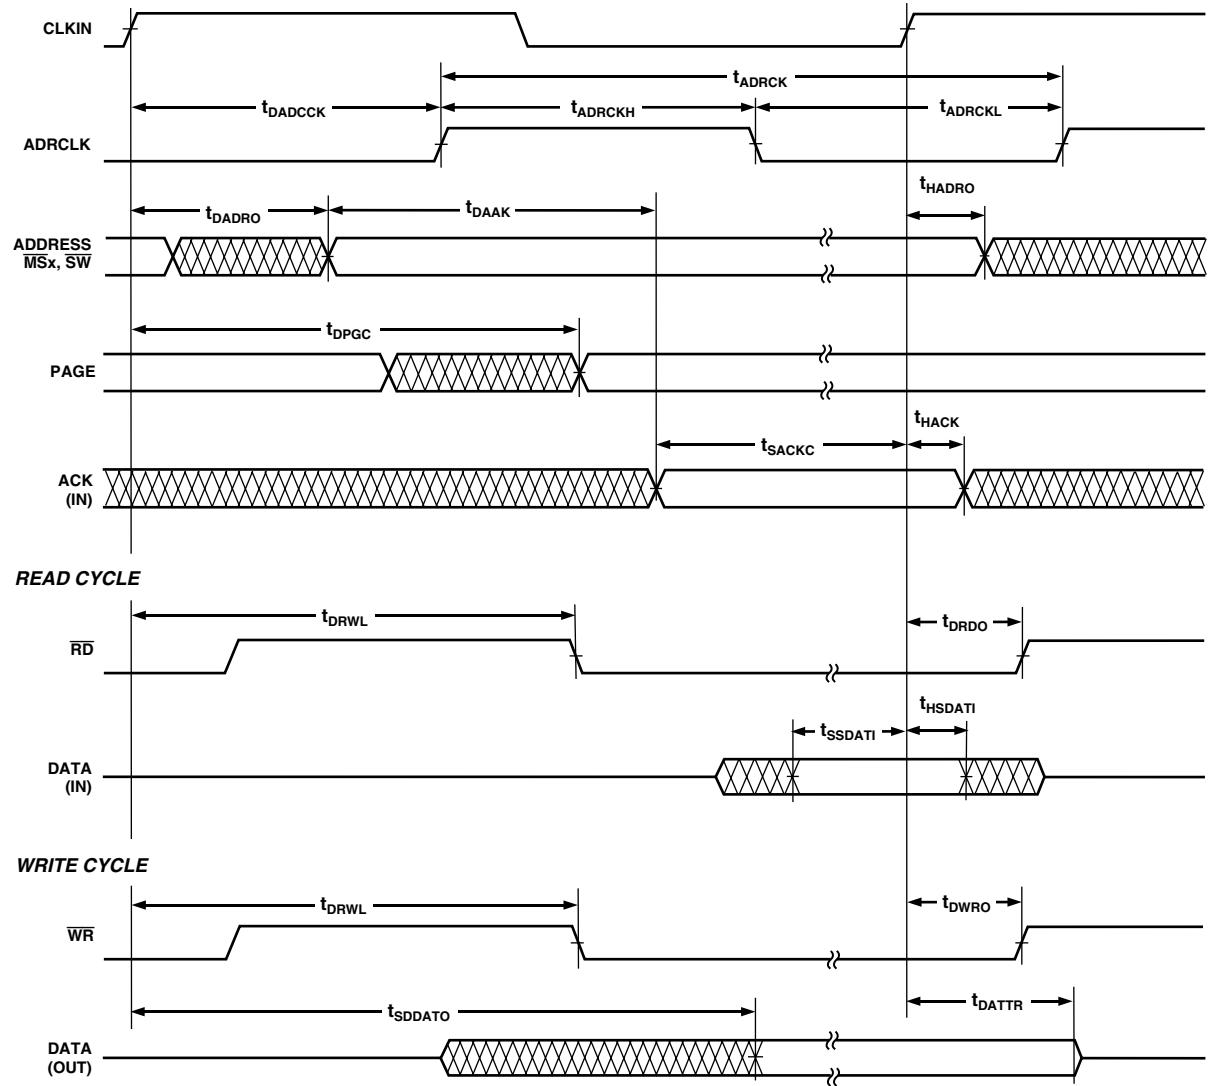 CLKIN
tADRCK
tDADCCK
tADRCKH
tADRCKL
ADRCLK
tHADRO
tDADRO
tDAAK
ADDRESS
MSx, SW
tDPGC
PAGE
tHACK
tSACKC
ACK
(IN)
READ CYCLE
tDRWL
tDRDO
RD
tHSDATI
tSSDATI
DATA
(IN)
WRITE CYCLE
tDRWL
tDWRO
WR
tDATTR
tSDDATO
DATA
(OUT)